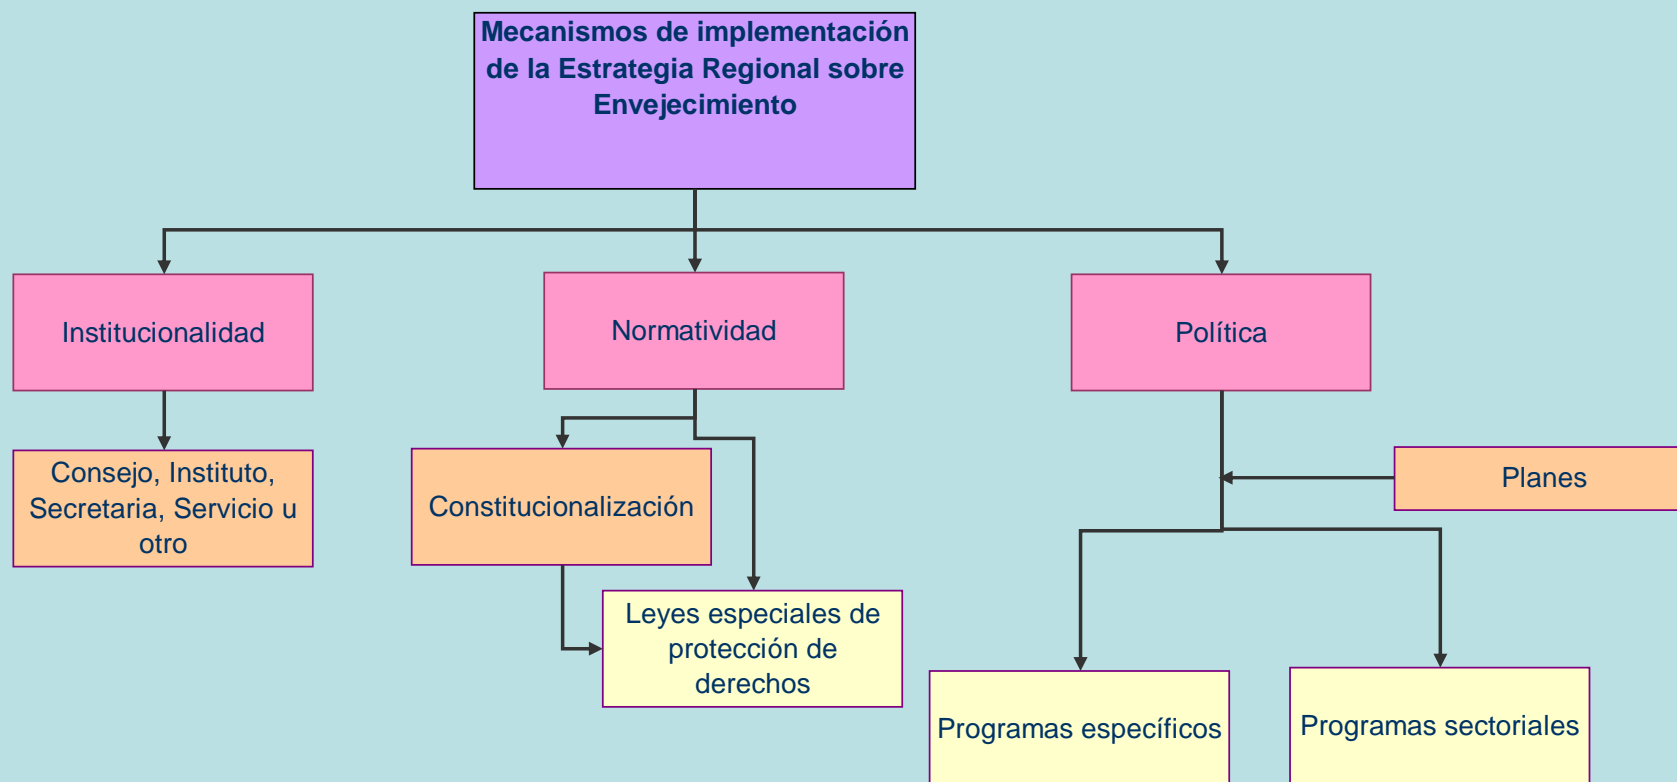 Mecanismos de implementación
de la Estrategia Regional sobre
Envejecimiento
Institucionalidad
Normatividad
Política
Consejo, Instituto,
Secretaria, Servicio u
otro
Constitucionalización
Planes
Leyes especiales de
protección de
derechos
Programas específicos
Programas sectoriales